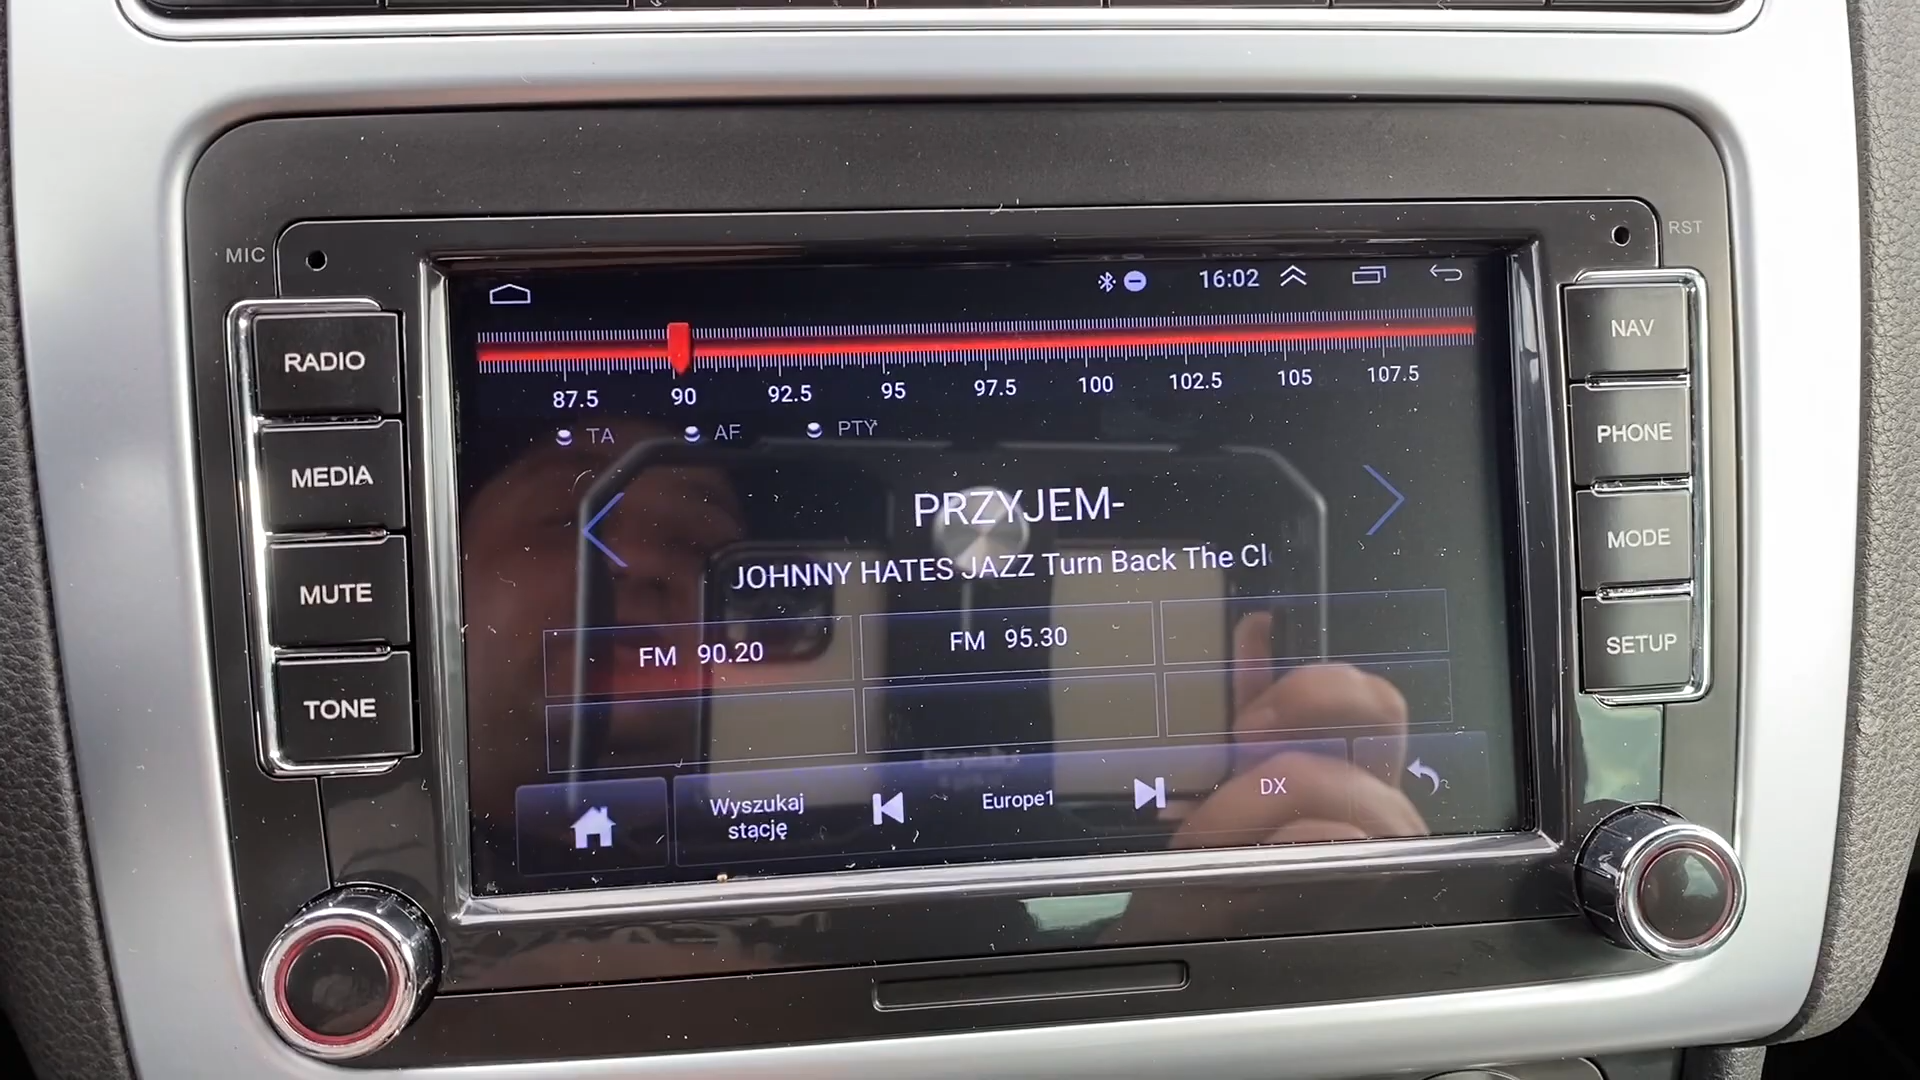 MIC
RST
16:02
87.5 90 92.5 95 97.5 100 102.5 105 107.5
TA AF PTY
PRZYJEM-
JOHNNY HATES JAZZ Turn Back The Cl
FM 90.20 FM 95.30
Wyszukaj
stację
Europe1
DX
RADIO
MEDIA
MUTE
TONE
NAV
PHONE
MODE
SETUP